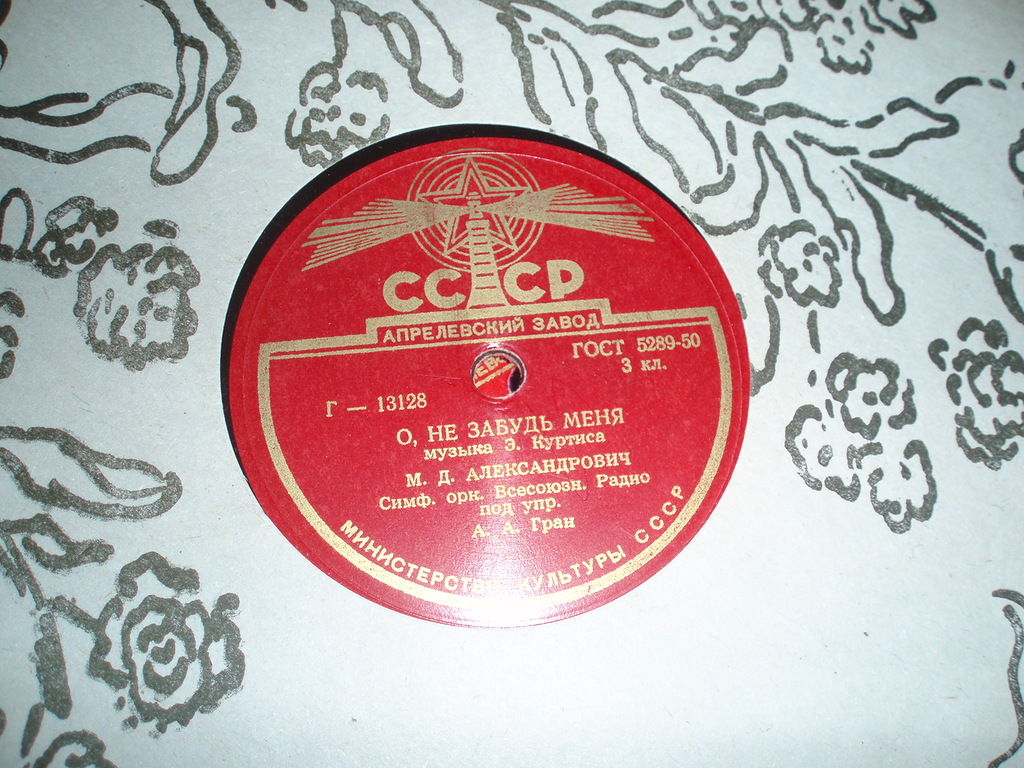 СССР
АПРЕЛЕВСКИЙ ЗАВОД
ГОСТ 5289-50
3 кл.
Г — 13128
О, НЕ ЗАБУДЬ МЕНЯ
музыка Э. Куртиса
М. Д. АЛЕКСАНДРОВИЧ
Симф. орк. Всесоюзн. Радио
под упр.
А. А. Гран
МИНИСТЕРСТВО КУЛЬТУРЫ СССР